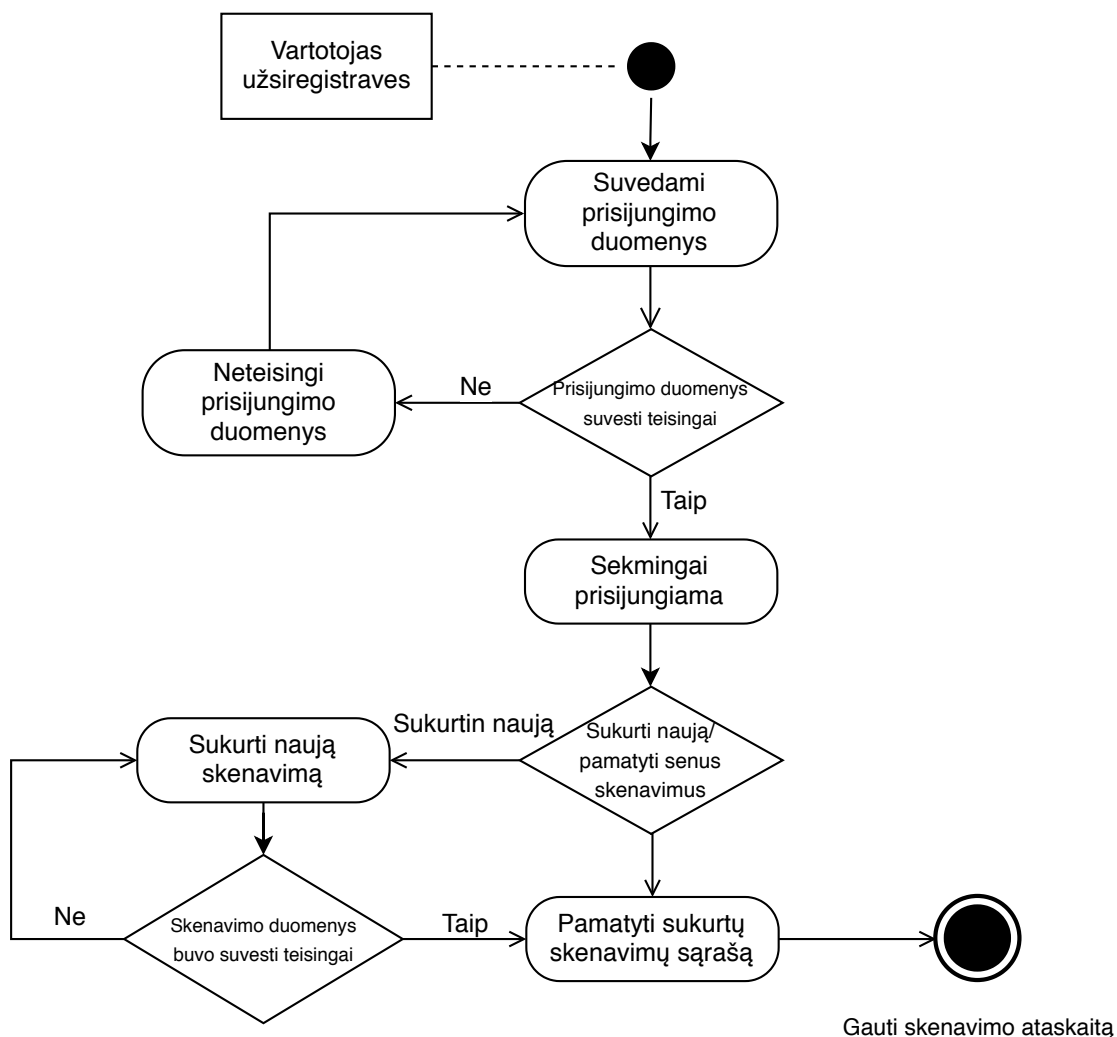 Vartotojas
užsiregistraves
Suvedami
prisijungimo
duomenys
Neteisingi
prisijungimo
duomenys
Ne
Prisijungimo duomenys
suvesti teisingai
Taip
Sekmingai
prisijungiama
Sukurtin naują
Sukurti naują
skenavimą
Sukurti naują/
pamatyti senus
skenavimus
Ne
Skenavimo duomenys
buvo suvesti teisingai
Taip
Pamatyti sukurtų
skenavimų sąrašą
Gauti skenavimo ataskaitą